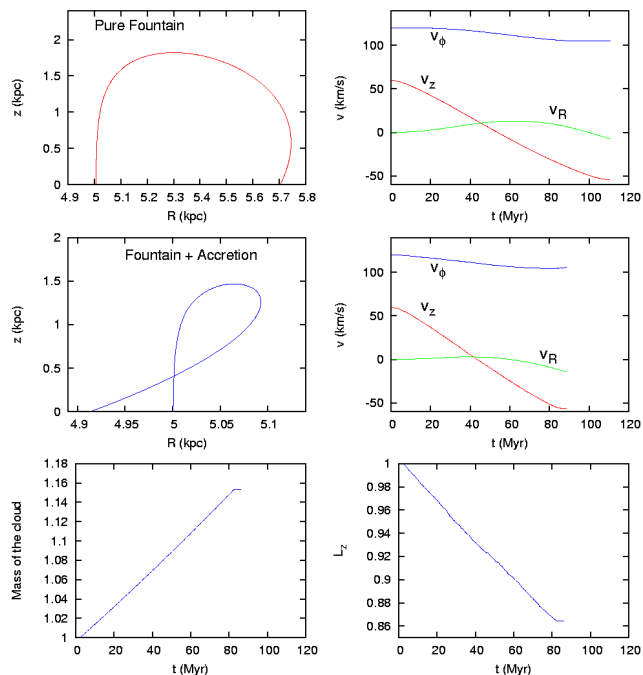 Pure Fountain
z (kpc)
2
1.5
1
0.5
0
4.9 5 5.1 5.2 5.3 5.4 5.5 5.6 5.7 5.8
R (kpc)
v (km/s)
100
50
0
-50
vϕ
vz
vR
0 20 40 60 80 100 120
t (Myr)
Fountain + Accretion
z (kpc)
2
1.5
1
0.5
0
4.9 4.95 5 5.05 5.1
R (kpc)
v (km/s)
100
50
0
-50
vϕ
vz
vR
0 20 40 60 80 100 120
t (Myr)
Mass of the cloud
1.18
1.16
1.14
1.12
1.1
1.08
1.06
1.04
1.02
1
0 20 40 60 80 100 120
t (Myr)
Lz
1
0.98
0.96
0.94
0.92
0.9
0.88
0.86
0 20 40 60 80 100 120
t (Myr)